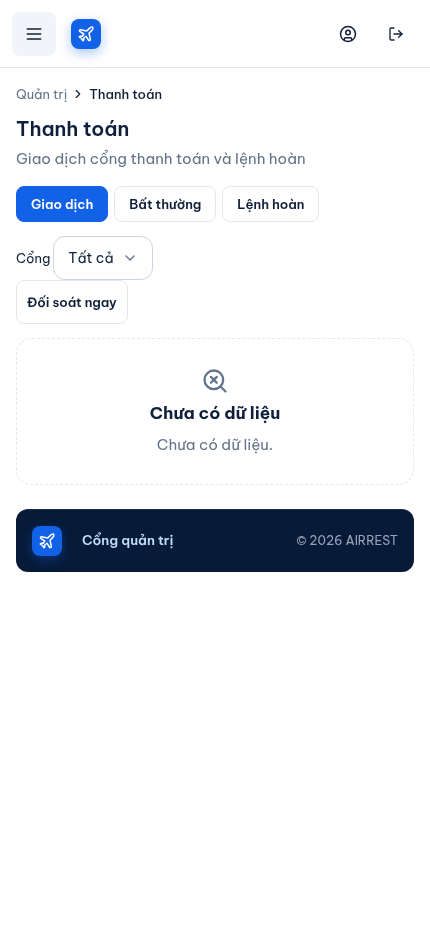 Quản trị > Thanh toán
Thanh toán
Giao dịch cổng thanh toán và lệnh hoàn
Giao dịch Bất thường Lệnh hoàn
Cổng Tất cả
Đối soát ngay
Chưa có dữ liệu
Chưa có dữ liệu.
Cổng quản trị © 2026 AIRREST